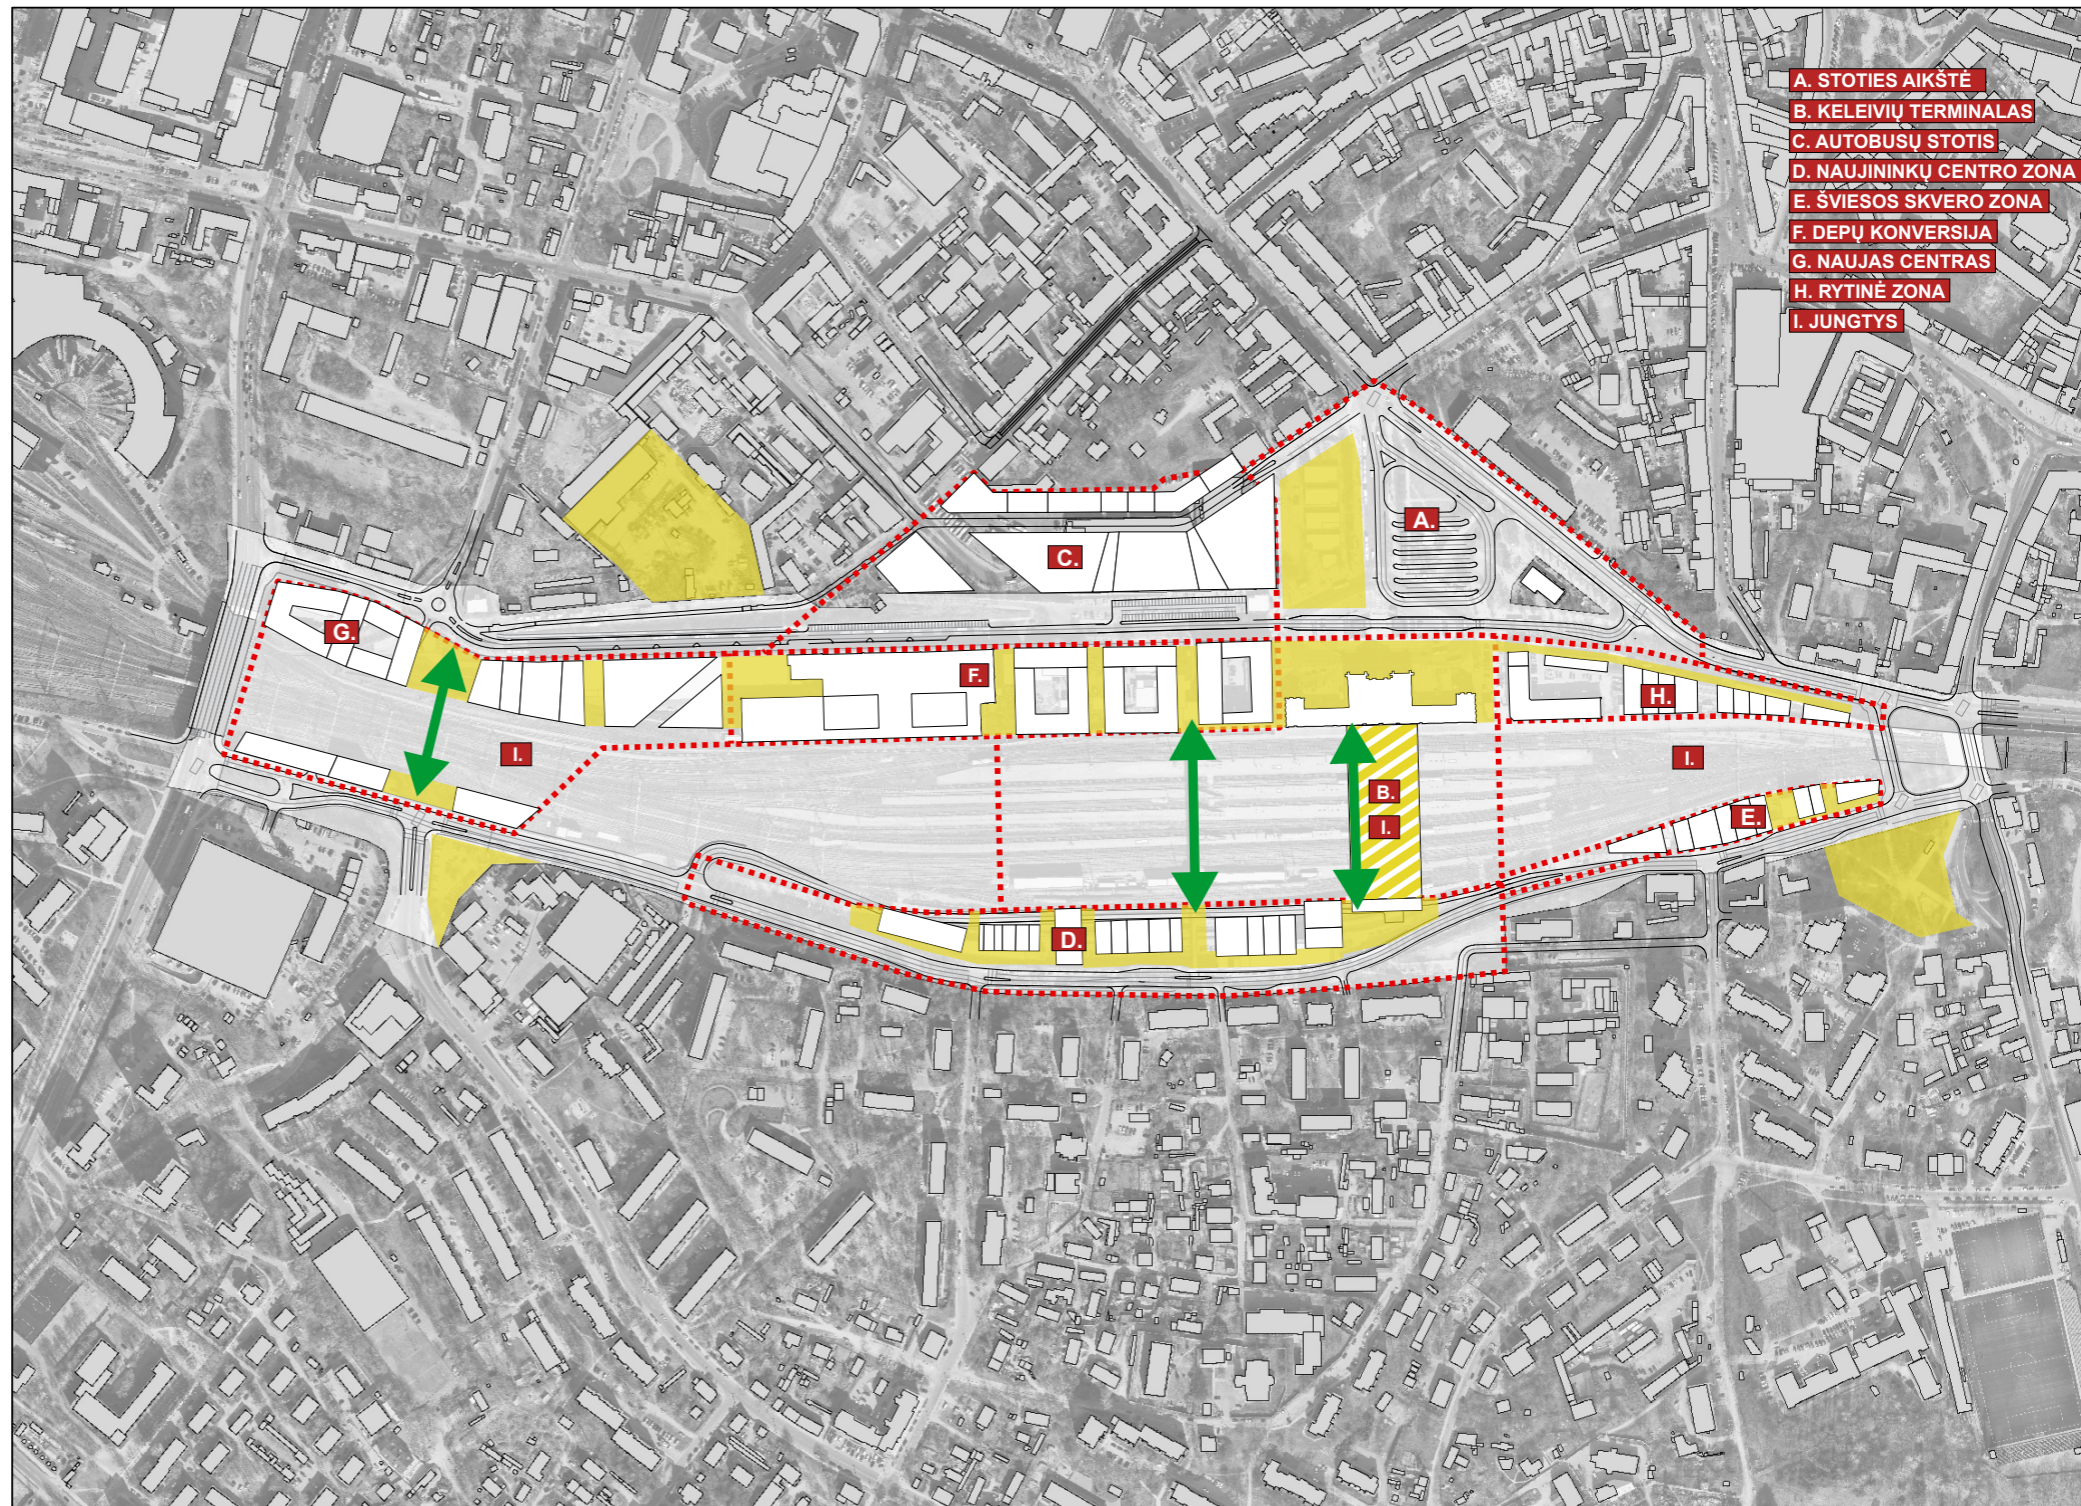 A. STOTIES AIKŠTĖ
B. KELEIVIŲ TERMINALAS
C. AUTOBUSŲ STOTIS
D. NAUJININKŲ CENTRO ZONA
E. ŠVIESOS SKVERO ZONA
F. DEPŲ KONVERSIJA
G. NAUJAS CENTRAS
H. RYTINĖ ZONA
I. JUNGTYS
A.
C.
G.
F.
H.
I.
I.
B.
I.
E.
D.